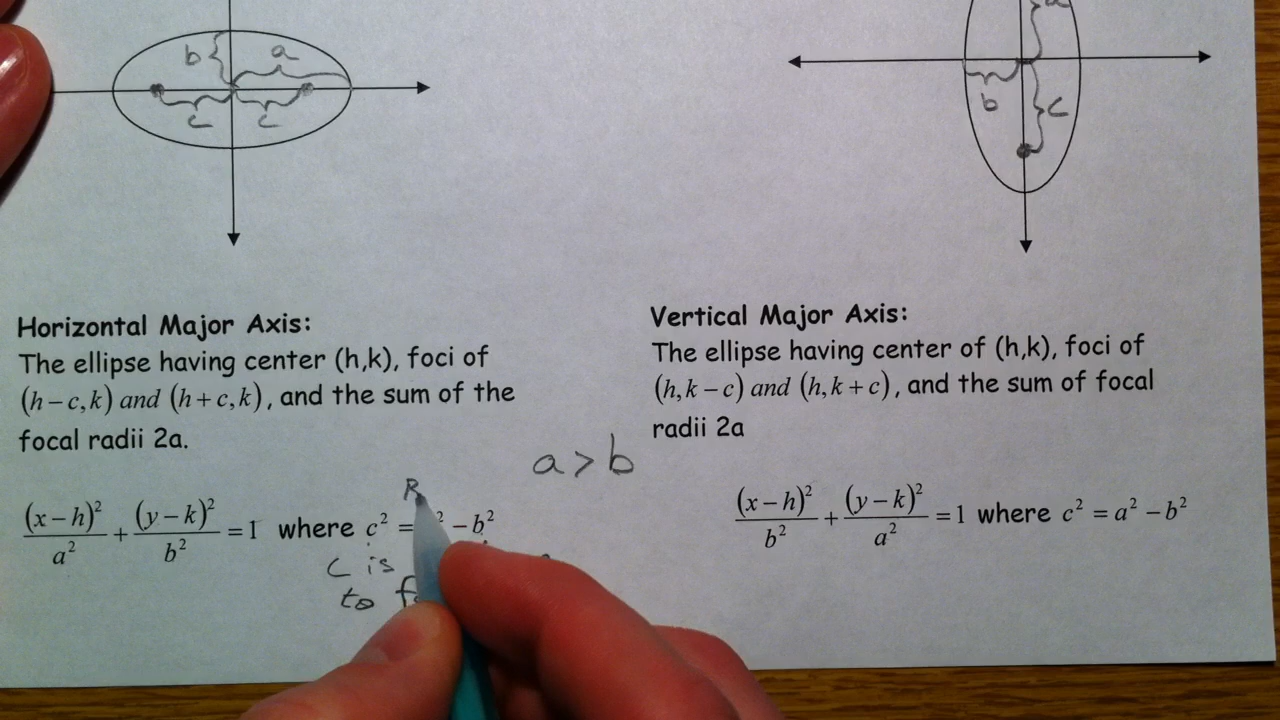 b a
c c
a
b c
Horizontal Major Axis:
The ellipse having center (h,k), foci of
(h-c,k) and (h+c,k), and the sum of the
focal radii 2a.
(x-h)²/a² + (y-k)²/b² = 1 where c² = ² - b²
c is
to
a > b
R
Vertical Major Axis:
The ellipse having center of (h,k), foci of
(h,k-c) and (h,k+c), and the sum of focal
radii 2a
(x-h)²/b² + (y-k)²/a² = 1 where c² = a² - b²